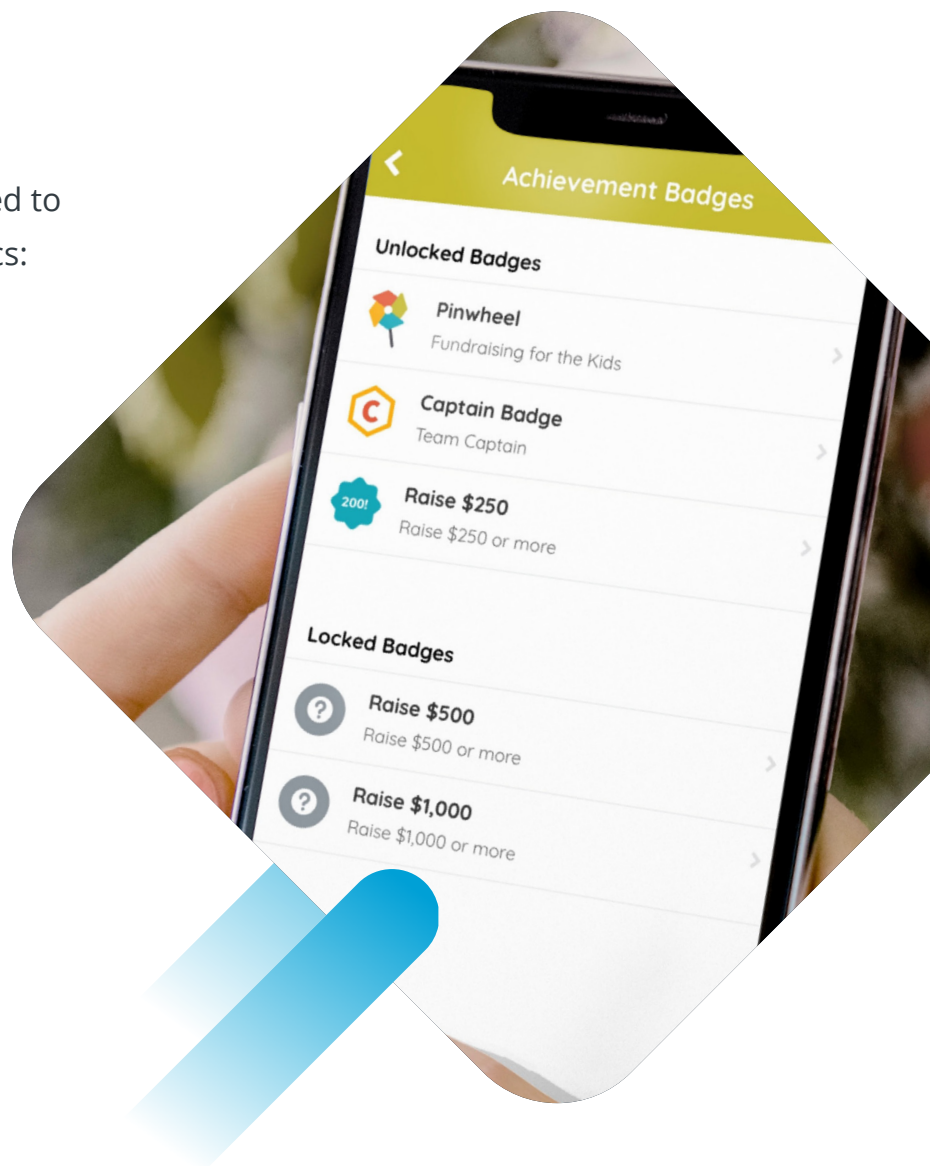 ed to
cs:
Achievement Badges
Unlocked Badges
Pinwheel
Fundraising for the Kids
C
Captain Badge
Team Captain
200!
Raise $250
Raise $250 or more
Locked Badges
?
Raise $500
Raise $500 or more
?
Raise $1,000
Raise $1,000 or more